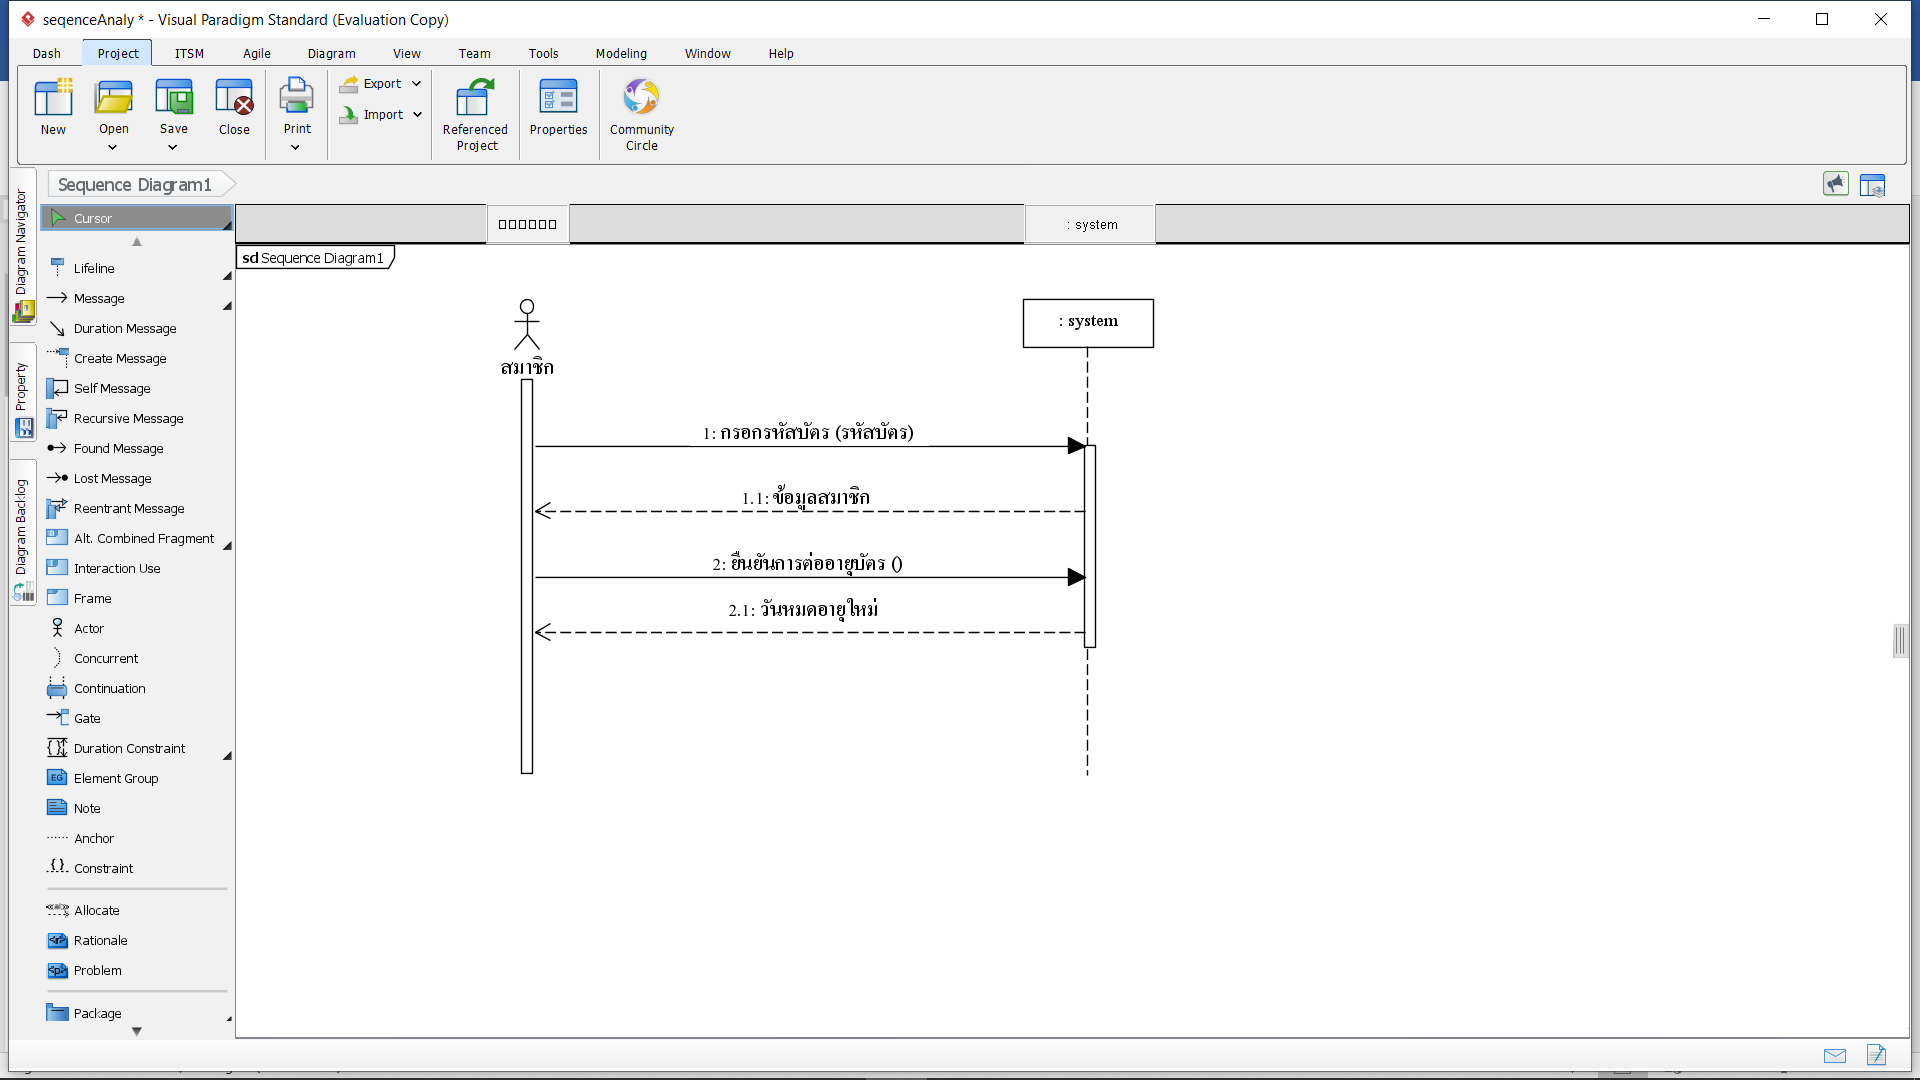 seqenceAnaly * - Visual Paradigm Standard (Evaluation Copy)
Dash Project ITSM Agile Diagram View Team Tools Modeling Window Help
New Open Save Close Print Export Import Referenced Project Properties Community Circle
Sequence Diagram1
Diagram Navigator
Property
Diagram Backlog
Cursor
Lifeline
Message
Duration Message
Create Message
Self Message
Recursive Message
Found Message
Lost Message
Reentrant Message
Alt. Combined Fragment
Interaction Use
Frame
Actor
Concurrent
Continuation
Gate
Duration Constraint
Element Group
Note
Anchor
Constraint
Allocate
Rationale
Problem
Package
: system
sd Sequence Diagram1
: system
สมาชิก
1: กรอกรหัสบัตร (รหัสบัตร)
1.1: ข้อมูลสมาชิก
2: ยืนยันการต่ออายุบัตร ()
2.1: วันหมดอายุใหม่